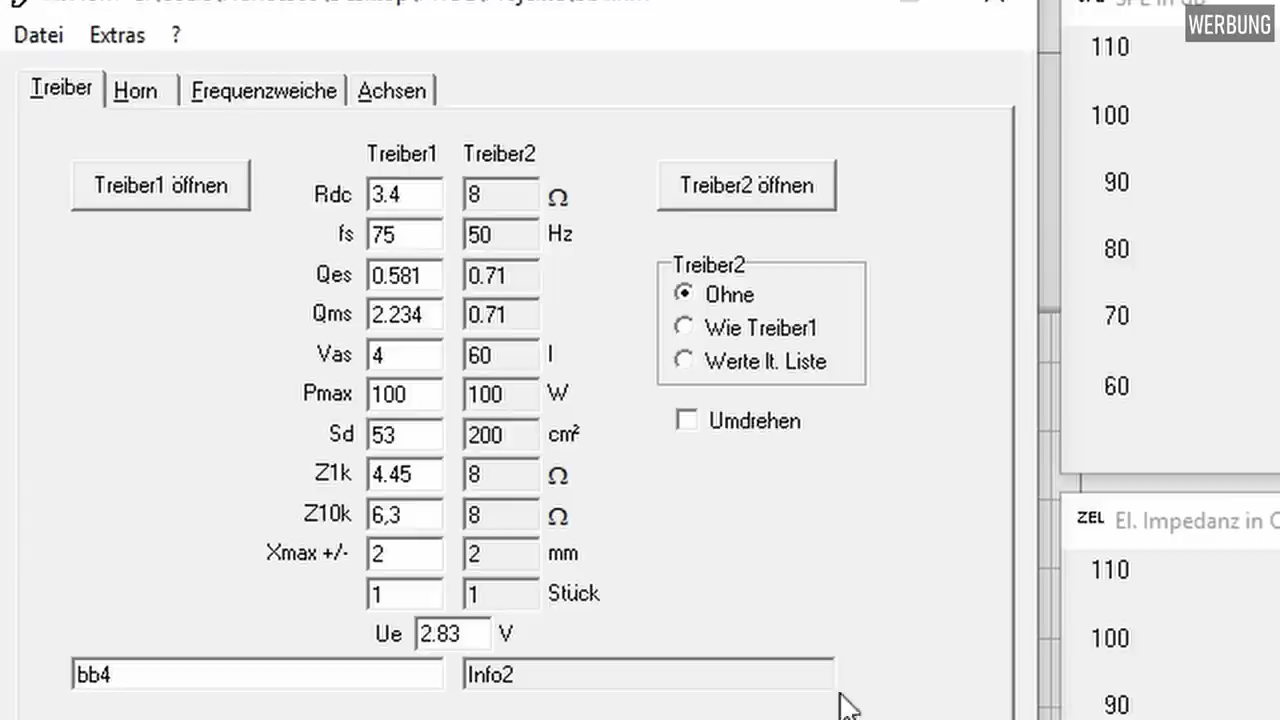 WERBUNG
Datei Extras ?
Treiber Horn Frequenzweiche Achsen
Treiber1 Treiber2
Treiber1 öffnen
Treiber2 öffnen
Rdc 3.4 8 Ω
fs 75 50 Hz
Qes 0.581 0.71
Qms 2.234 0.71
Vas 4 60 l
Pmax 100 100 W
Sd 53 200 cm²
Z1k 4.45 8 Ω
Z10k 6,3 8 Ω
Xmax +/- 2 2 mm
1 1 Stück
Ue 2.83 V
bb4 Info2
Treiber2
Ohne
Wie Treiber1
Werte lt. Liste
Umdrehen
110
100
90
80
70
60
ZEL El. Impedanz in
110
100
90